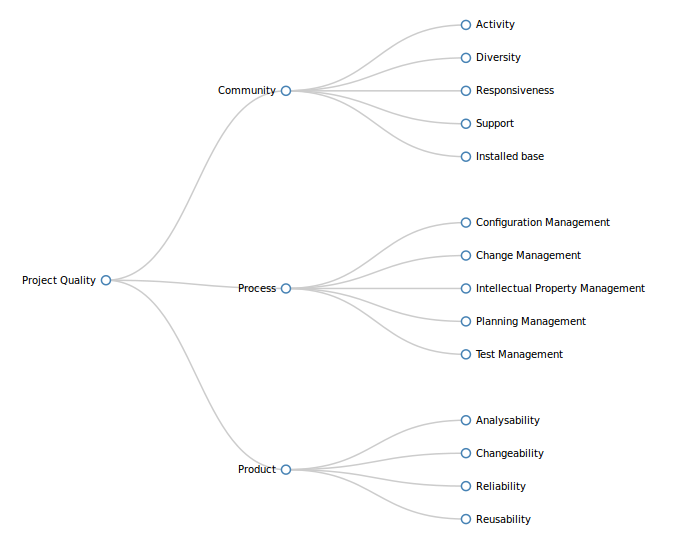 Project Quality
Community
Activity
Diversity
Responsiveness
Support
Installed base
Process
Configuration Management
Change Management
Intellectual Property Management
Planning Management
Test Management
Product
Analysability
Changeability
Reliability
Reusability